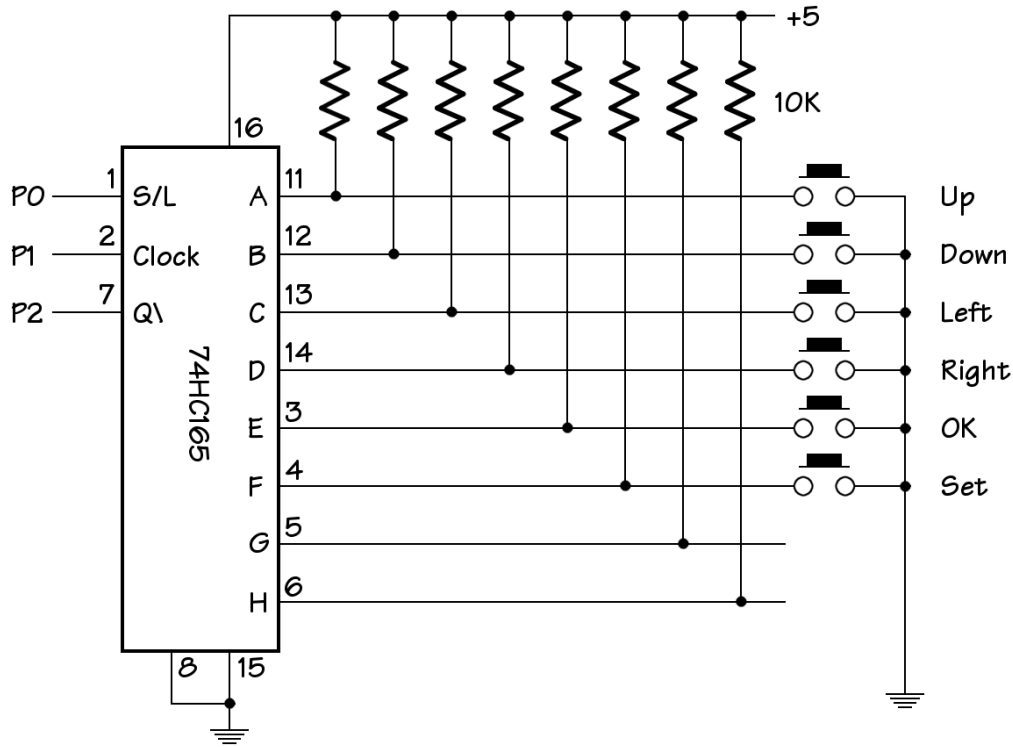 +5
10K
16
P0 1 S/L A 11 Up
P1 2 Clock B 12 Down
P2 7 Q\ C 13 Left
74HC165
D 14 Right
E 3 OK
F 4 Set
G 5
H 6
8 15